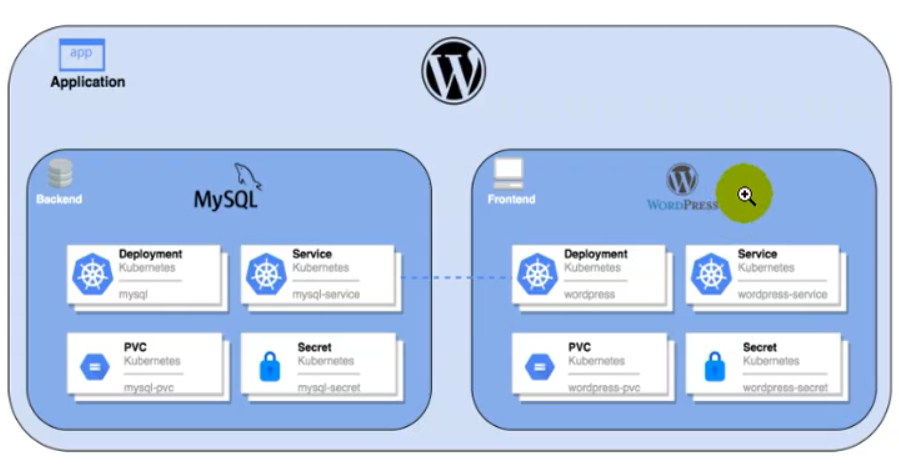 app
Application
Backend
MySQL
Deployment
Kubernetes
mysql
Service
Kubernetes
mysql-service
PVC
Kubernetes
mysql-pvc
Secret
Kubernetes
mysql-secret
Frontend
WORDPRESS
Deployment
Kubernetes
wordpress
Service
Kubernetes
wordpress-service
PVC
Kubernetes
wordpress-pvc
Secret
Kubernetes
wordpress-secret